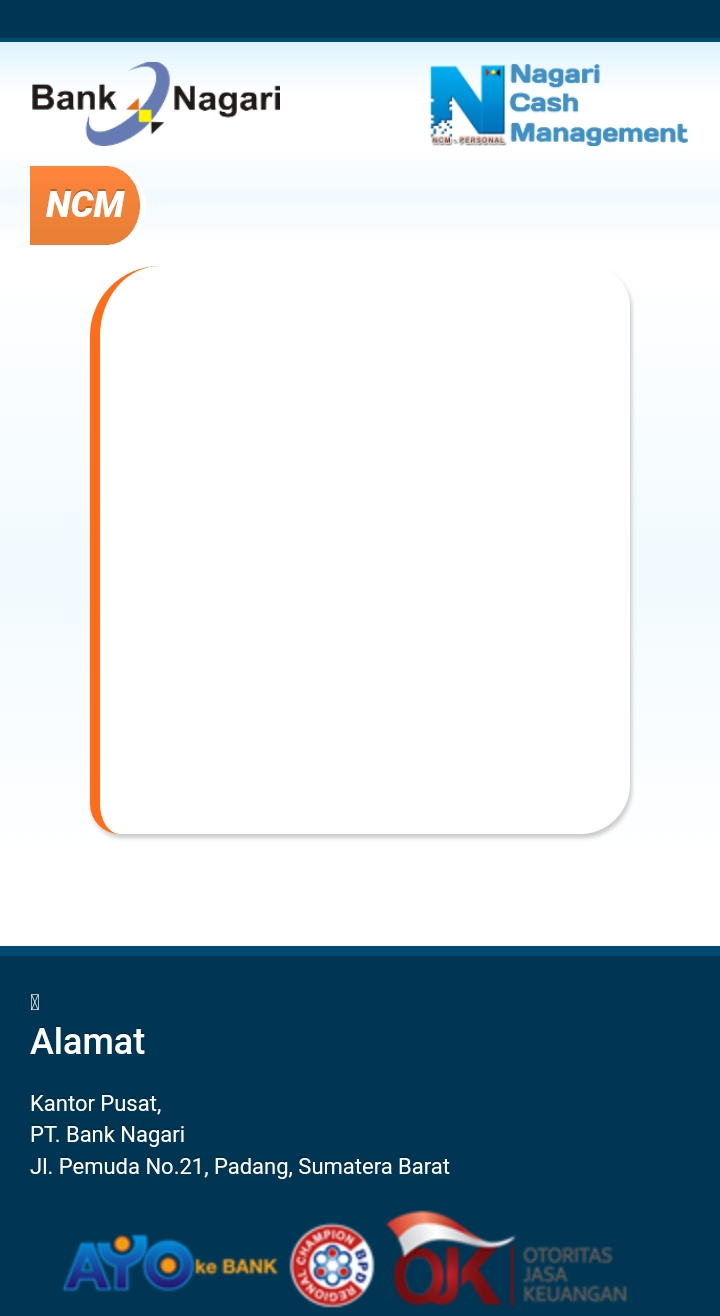 Bank Nagari
Nagari
Cash
Management
NCM PERSONAL
NCM
Alamat
Kantor Pusat,
PT. Bank Nagari
Jl. Pemuda No.21, Padang, Sumatera Barat
AYO ke BANK
REGIONAL CHAMPION BPD
OJK
OTORITAS
JASA
KEUANGAN